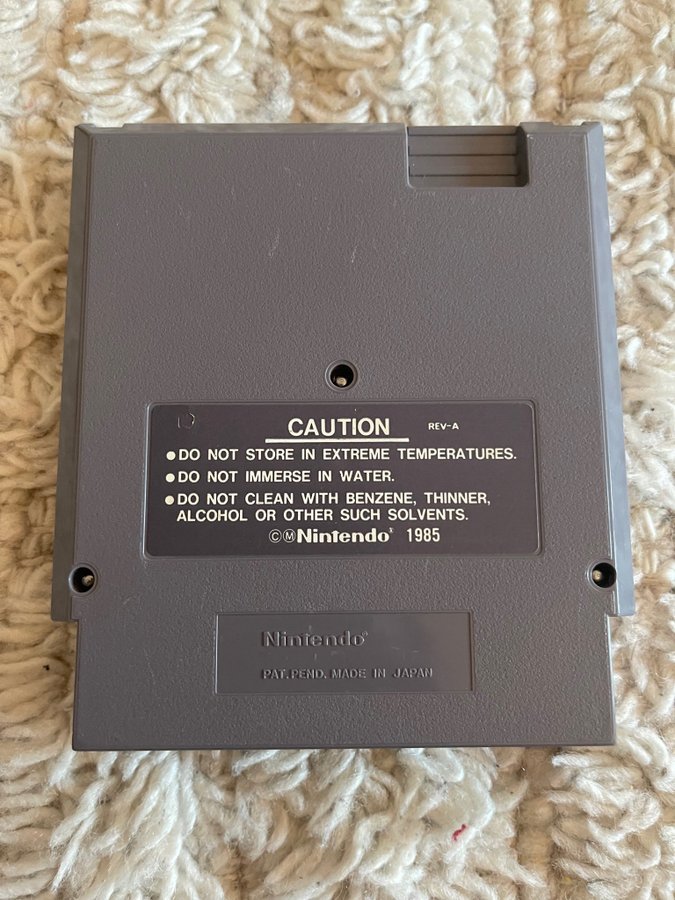 CAUTION REV-A
●DO NOT STORE IN EXTREME TEMPERATURES.
●DO NOT IMMERSE IN WATER.
●DO NOT CLEAN WITH BENZENE, THINNER,
ALCOHOL OR OTHER SUCH SOLVENTS.
©ⓂNintendo® 1985
Nintendo®
PAT.PEND. MADE IN JAPAN